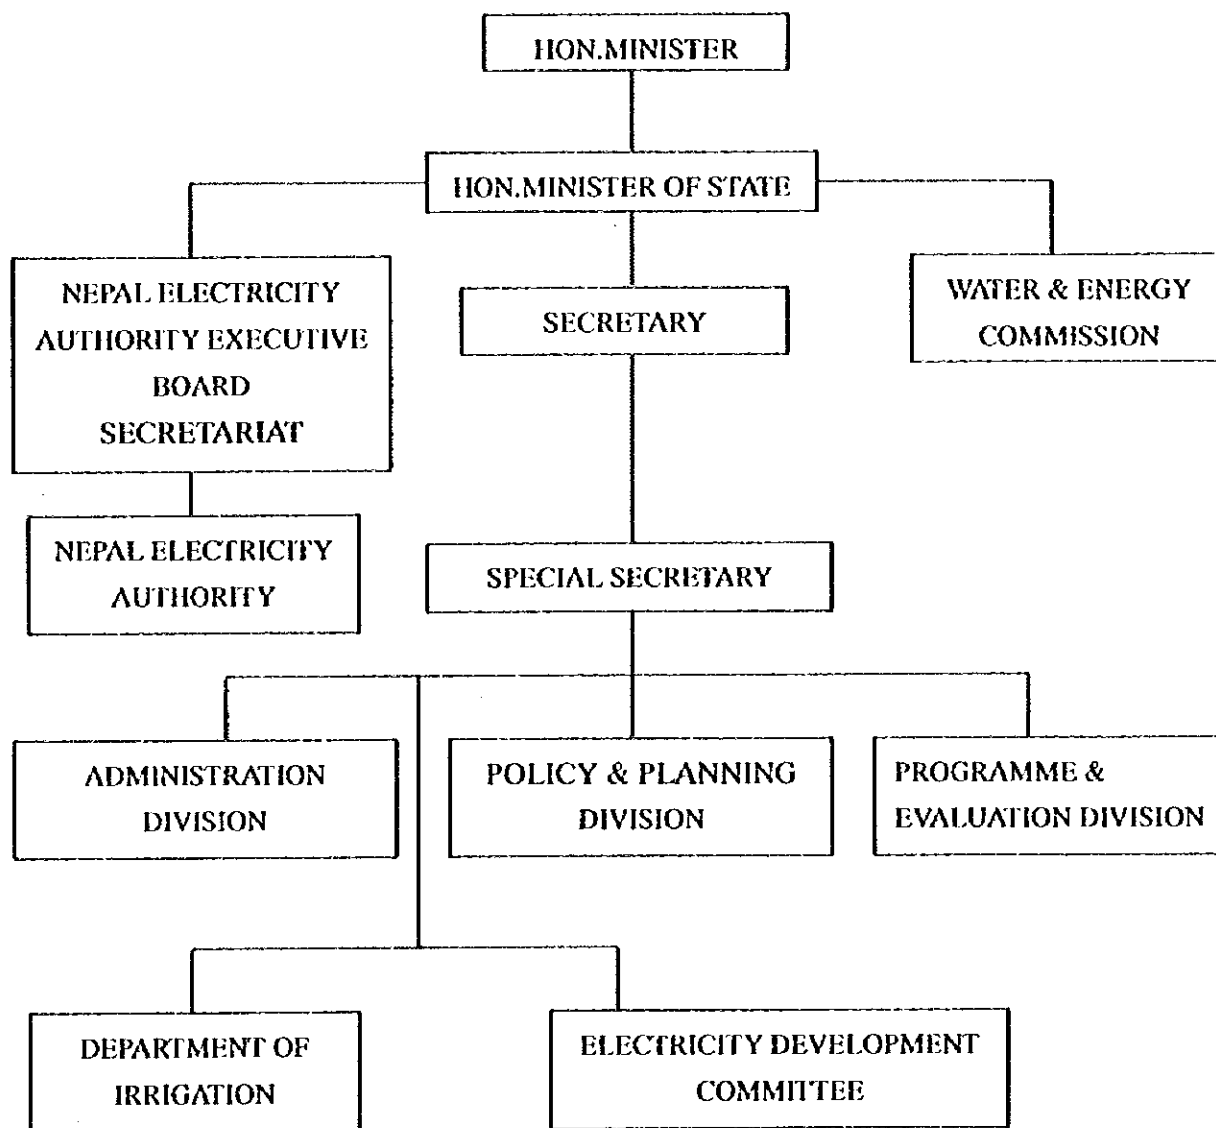 HON.MINISTER
HON.MINISTER OF STATE
NEPAL ELECTRICITY
AUTHORITY EXECUTIVE
BOARD
SECRETARIAT
SECRETARY
WATER & ENERGY
COMMISSION
NEPAL ELECTRICITY
AUTHORITY
SPECIAL SECRETARY
ADMINISTRATION
DIVISION
POLICY & PLANNING
DIVISION
PROGRAMME &
EVALUATION DIVISION
DEPARTMENT OF
IRRIGATION
ELECTRICITY DEVELOPMENT
COMMITTEE